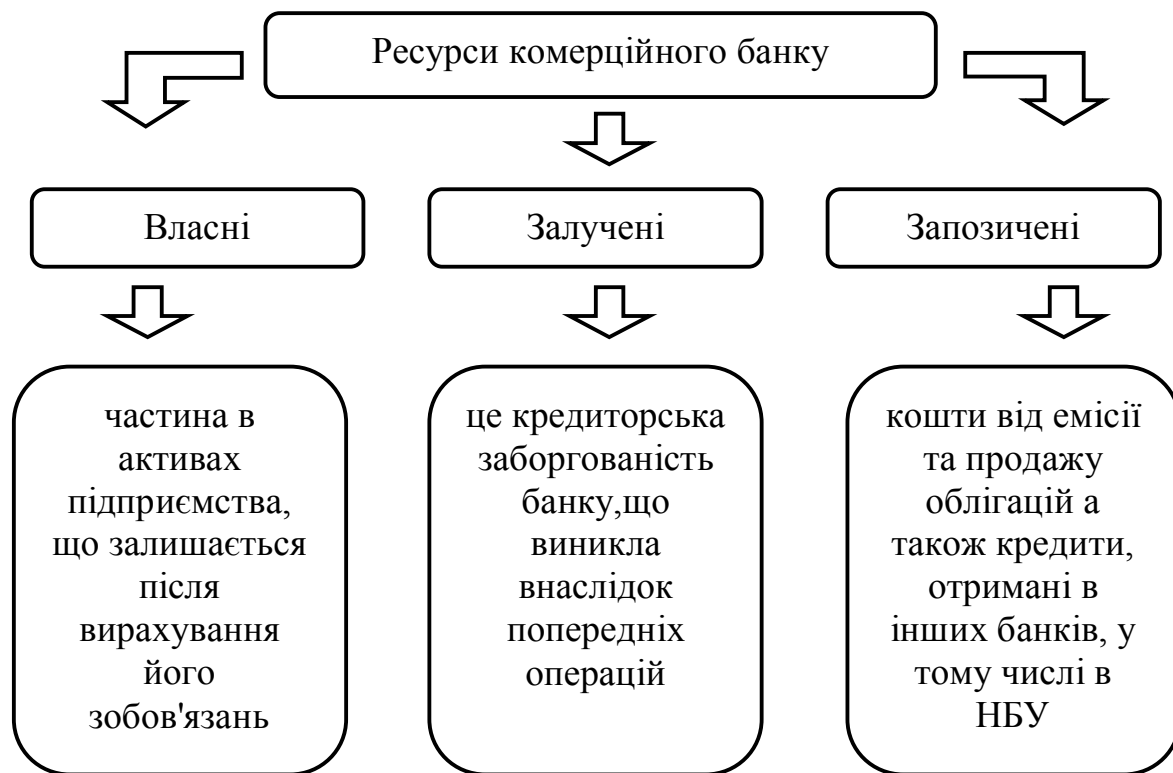 Ресурси комерційного банку
Власні
Залучені
Запозичені
частина в
активах
підприємства,
що залишається
після
вирахування
його
зобов'язань
це кредиторська
заборгованість
банку,що
виникла
внаслідок
попередніх
операцій
кошти від емісії
та продажу
облігацій а
також кредити,
отримані в
інших банків, у
тому числі в
НБУ